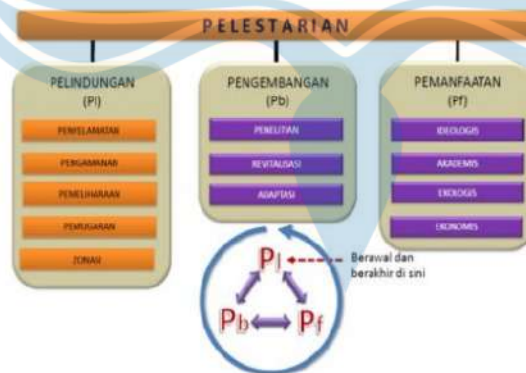 PELESTARIAN
PELINDUNGAN
(Pl)
PENYELAMATAN
PENGAMANAN
PEMELIHARAAN
PEMUGARAN
ZONASI
PENGEMBANGAN
(Pb)
PENELITIAN
REVITALISASI
ADAPTASI
PEMANFAATAN
(Pf)
IDEOLOGIS
AKADEMIS
EKOLOGIS
EKONOMIS
Pl
Berawal dan
berakhir di sini
Pb
Pf